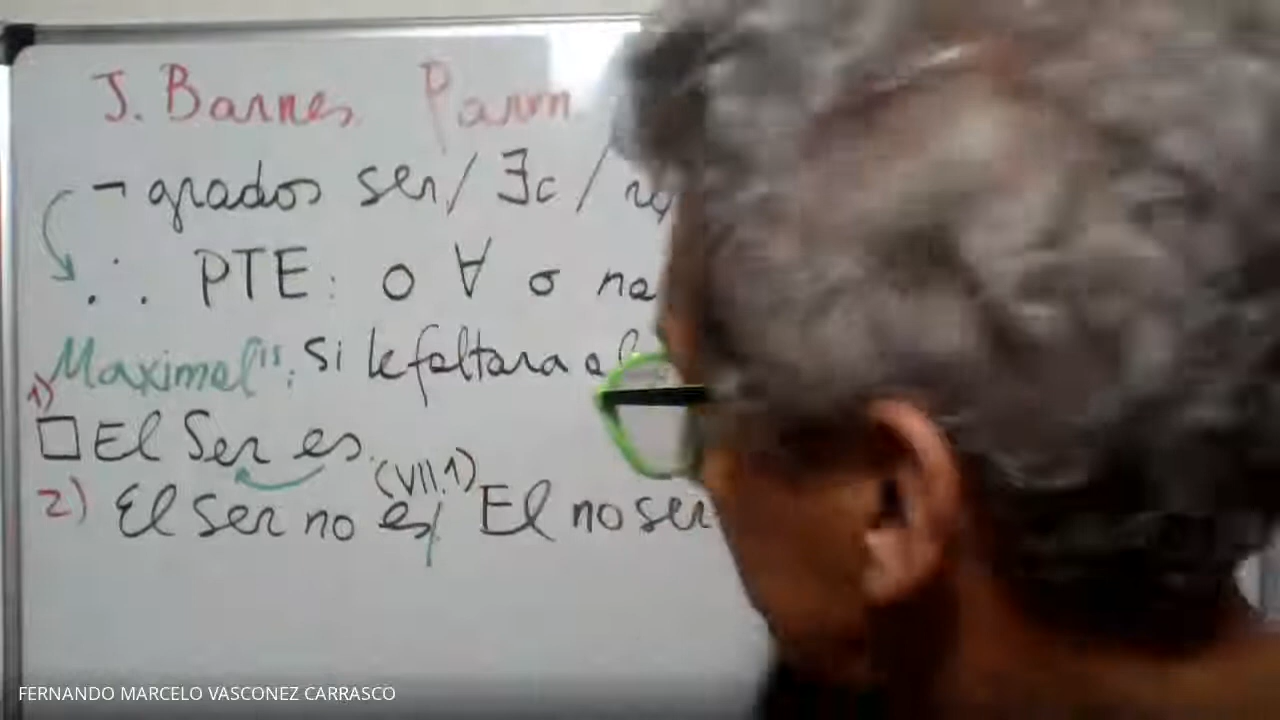 J. Barnes Parm
¬ grados ser / ∃c /
∴ PTE: o ∀ o no
Maximal: si le faltara al
1)
□ El Ser es.
(VII.1)
2) El Ser no es / El no ser
FERNANDO MARCELO VASCONEZ CARRASCO